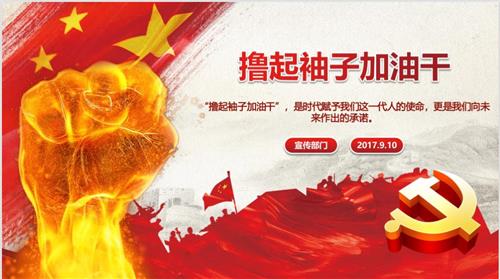 撸起袖子加油干
“撸起袖子加油干”，是时代赋予我们这一代人的使命，更是我们向未
来作出的承诺。
宣传部门
2017.9.10